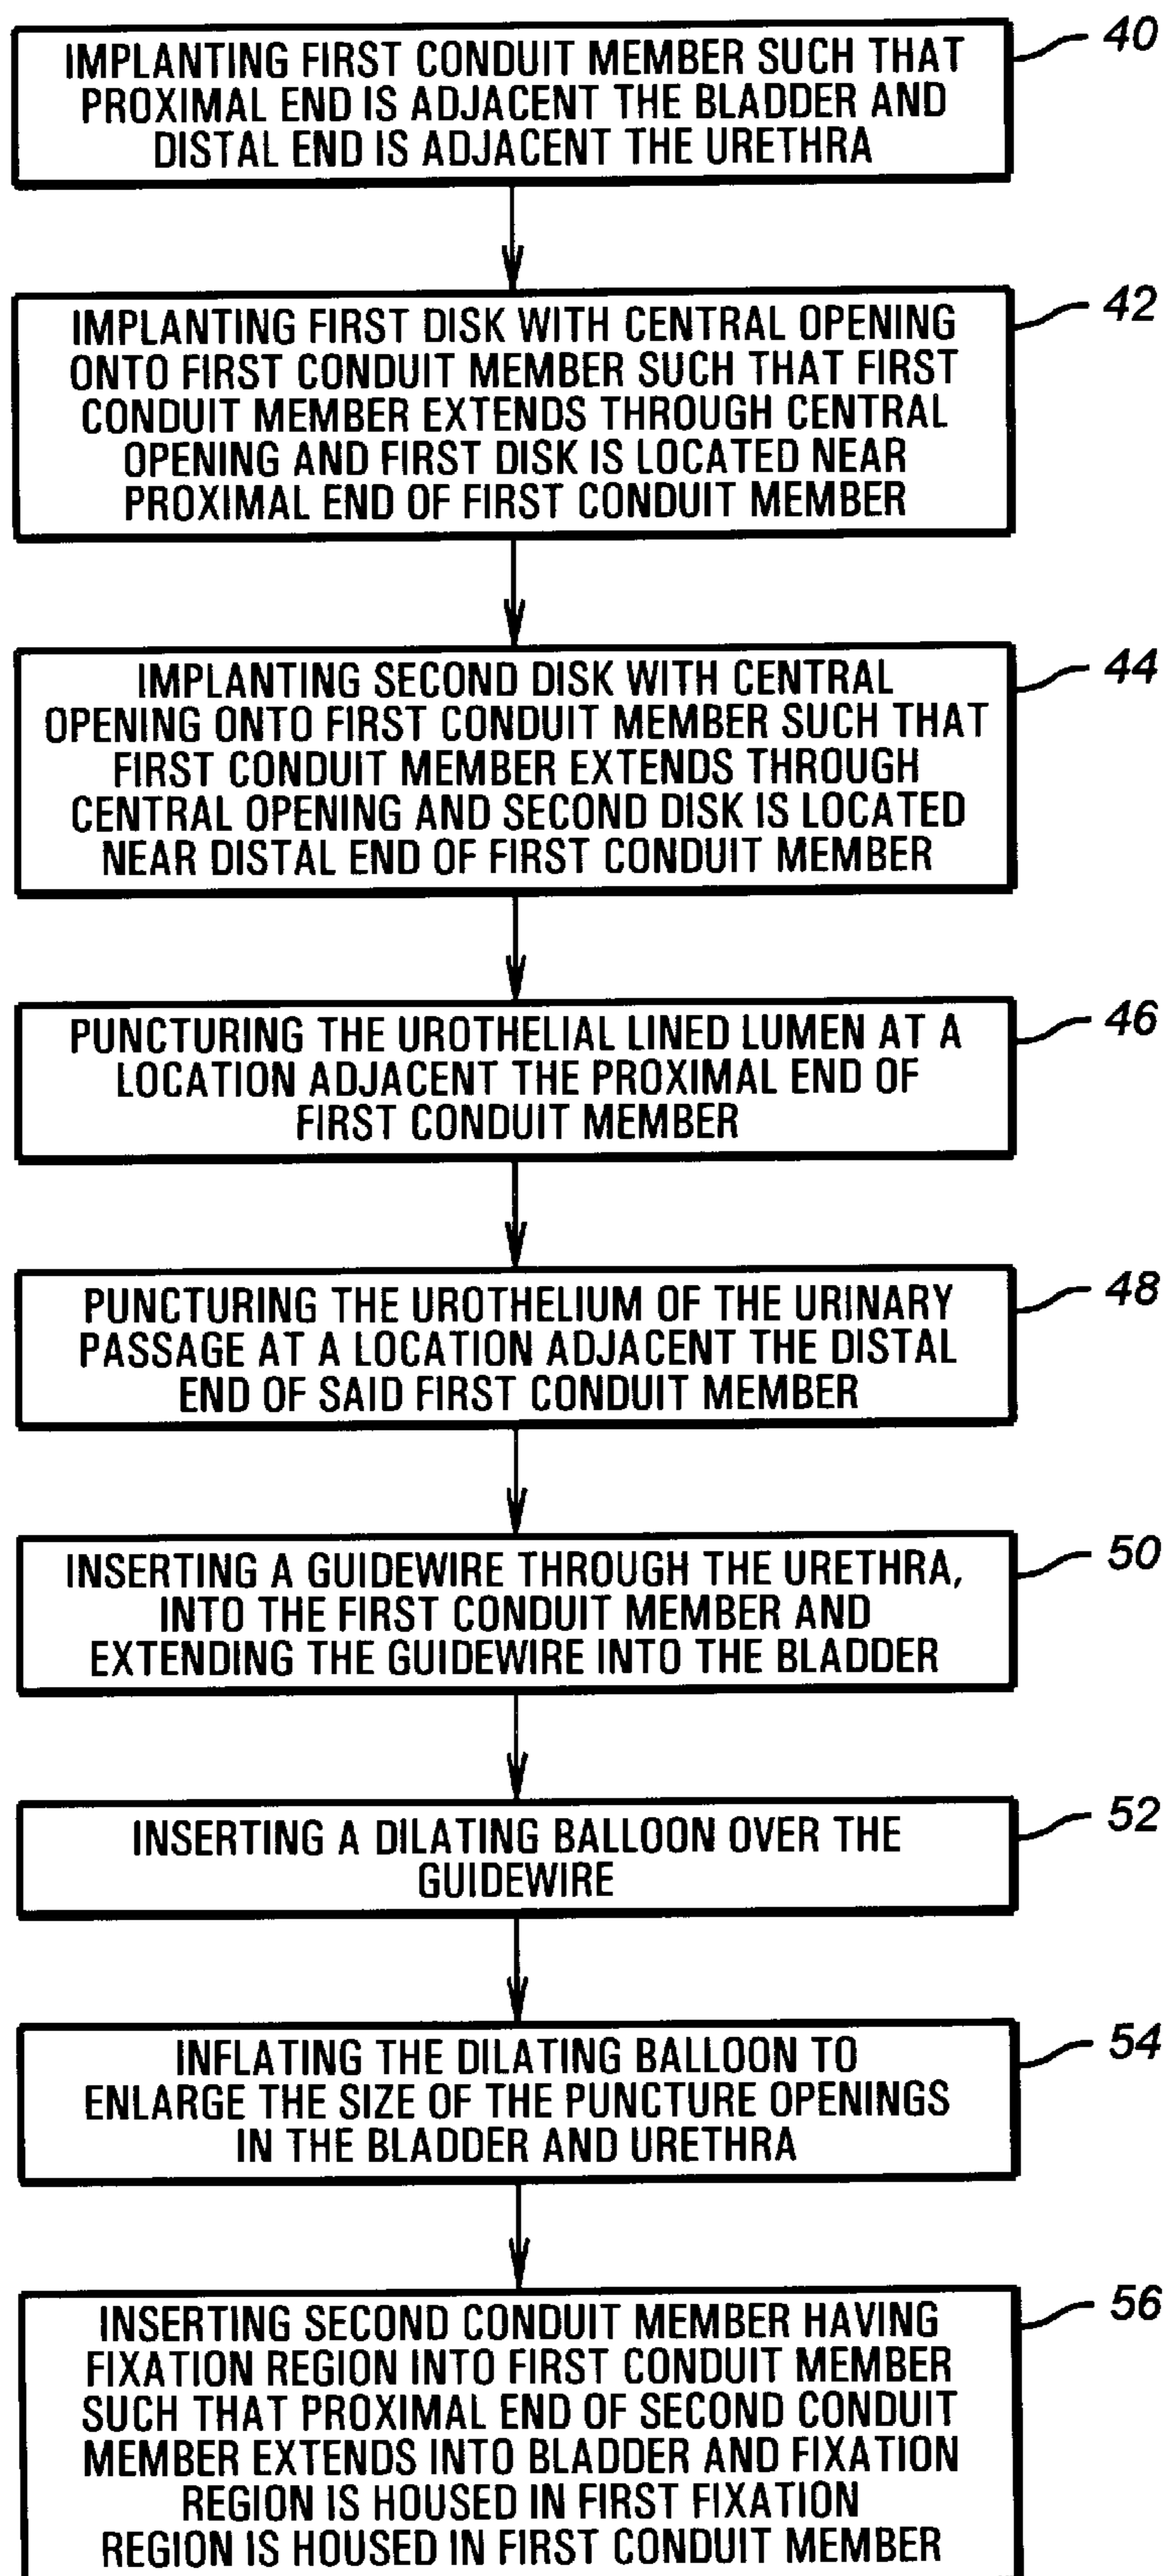 40
IMPLANTING FIRST CONDUIT MEMBER SUCH THAT
PROXIMAL END IS ADJACENT THE BLADDER AND
DISTAL END IS ADJACENT THE URETHRA
42
IMPLANTING FIRST DISK WITH CENTRAL OPENING
ONTO FIRST CONDUIT MEMBER SUCH THAT FIRST
CONDUIT MEMBER EXTENDS THROUGH CENTRAL
OPENING AND FIRST DISK IS LOCATED NEAR
PROXIMAL END OF FIRST CONDUIT MEMBER
44
IMPLANTING SECOND DISK WITH CENTRAL
OPENING ONTO FIRST CONDUIT MEMBER SUCH THAT
FIRST CONDUIT MEMBER EXTENDS THROUGH
CENTRAL OPENING AND SECOND DISK IS LOCATED
NEAR DISTAL END OF FIRST CONDUIT MEMBER
46
PUNCTURING THE UROTHELIAL LINED LUMEN AT A
LOCATION ADJACENT THE PROXIMAL END OF
FIRST CONDUIT MEMBER
48
PUNCTURING THE UROTHELIUM OF THE URINARY
PASSAGE AT A LOCATION ADJACENT THE DISTAL
END OF SAID FIRST CONDUIT MEMBER
50
INSERTING A GUIDEWIRE THROUGH THE URETHRA,
INTO THE FIRST CONDUIT MEMBER AND
EXTENDING THE GUIDEWIRE INTO THE BLADDER
52
INSERTING A DILATING BALLOON OVER THE
GUIDEWIRE
54
INFLATING THE DILATING BALLOON TO
ENLARGE THE SIZE OF THE PUNCTURE OPENINGS
IN THE BLADDER AND URETHRA
56
INSERTING SECOND CONDUIT MEMBER HAVING
FIXATION REGION INTO FIRST CONDUIT MEMBER
SUCH THAT PROXIMAL END OF SECOND CONDUIT
MEMBER EXTENDS INTO BLADDER AND FIXATION
REGION IS HOUSED IN FIRST FIXATION
REGION IS HOUSED IN FIRST CONDUIT MEMBER